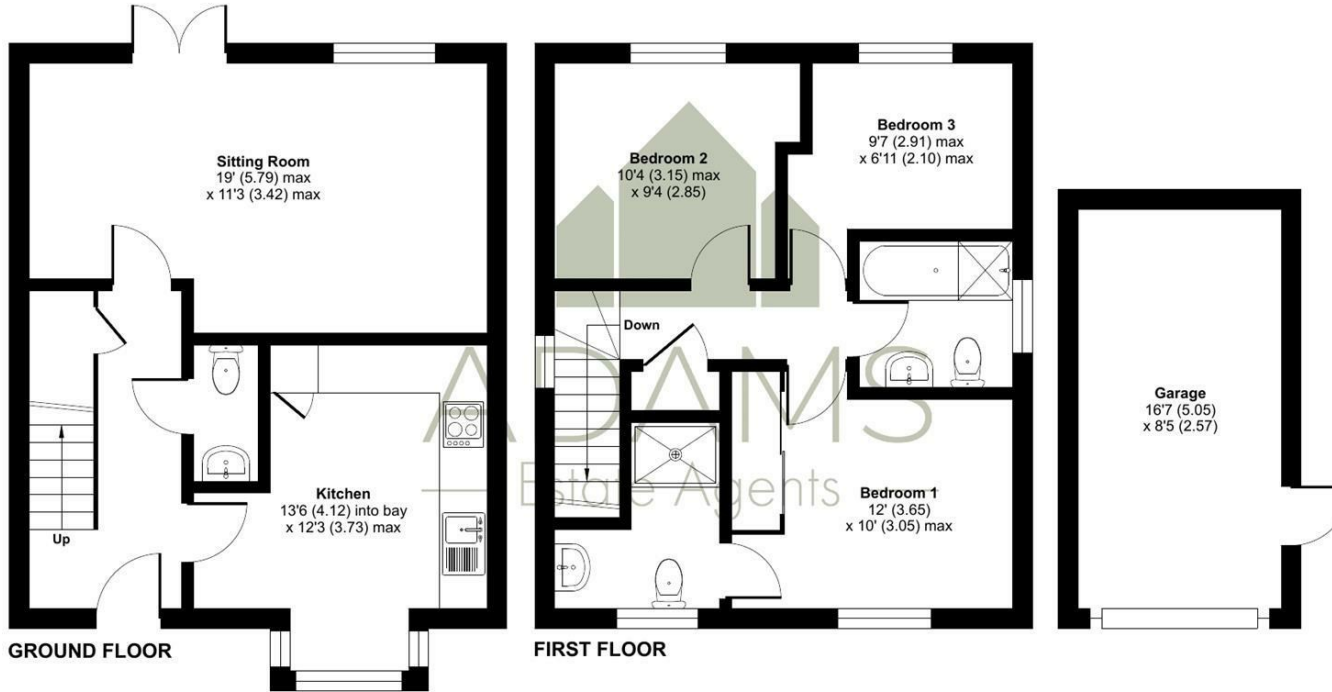 Sitting Room
19' (5.79) max
x 11'3 (3.42) max
Kitchen
13'6 (4.12) into bay
x 12'3 (3.73) max
Up
GROUND FLOOR
Bedroom 2
10'4 (3.15) max
x 9'4 (2.85)
Bedroom 3
9'7 (2.91) max
x 6'11 (2.10) max
Down
Bedroom 1
12' (3.65)
x 10' (3.05) max
FIRST FLOOR
Garage
16'7 (5.05)
x 8'5 (2.57)
ADAMS
Estate Agents